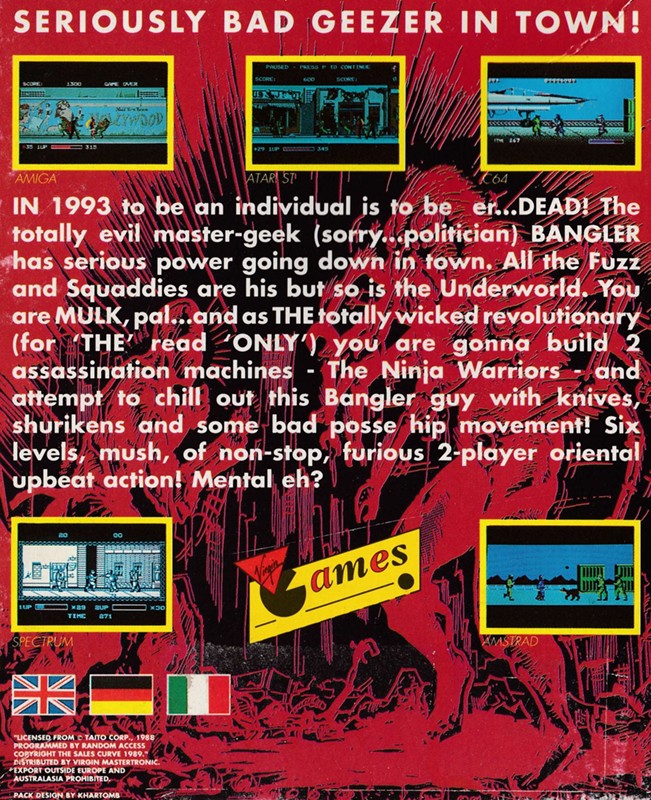 SERIOUSLY BAD GEEZER IN TOWN!
SCORE: 1300 GAME OVER
PAUSED - PRESS P TO CONTINUE
SCORE: 600 SCORE:
AMIGA
ATARI ST
C64
IN 1993 to be an individual is to be er...DEAD! The
totally evil master-geek (sorry...politician) BANGLER
has serious power going down in town. All the Fuzz
and Squaddies are his but so is the Underworld. You
are MULK, pal...and as THE totally wicked revolutionary
(for 'THE' read 'ONLY') you are gonna build 2
assassination machines - The Ninja Warriors - and
attempt to chill out this Bangler guy with knives,
shurikens and some bad posse hip movement! Six
levels, mush, of non-stop, furious 2-player oriental
upbeat action! Mental eh?
20 00
1UP ×29 2UP ×30
TIME 271
Virgin Games
SPECTRUM
AMSTRAD
"LICENSED FROM © TAITO CORP., 1988
PROGRAMMED BY RANDOM ACCESS
COPYRIGHT THE SALES CURVE 1989."
DISTRIBUTED BY VIRGIN MASTERTRONIC.
EXPORT OUTSIDE EUROPE AND
AUSTRALASIA PROHIBITED.
PACK DESIGN BY KHARTOMB